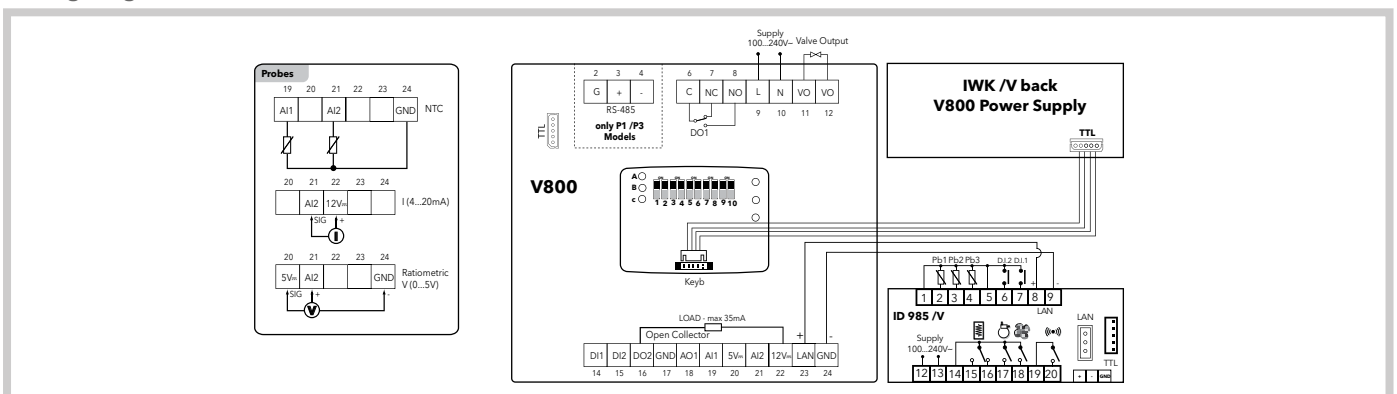 Probes
19 20 21 22 23 24
AI1 AI2 GND
NTC
20 21 22 23 24
AI2 12V
I (4...20mA)
SIG +
I
20 21 22 23 24
5V AI2 GND
Ratiometric
V (0...5V)
SIG + -
V
Supply
100...240V~ Valve Output
2 3 4
G + -
RS-485
only P1 /P3
Models
TTL
6 7 8
C NC NO L N VO VO
9 10 11 12
DO1
V800
A
B
c
ON ON ON ON ON
1 2 3 4 5 6 7 8 9 10
Keyb
LOAD - max 35mA
Open Collector
+ -
DI1 DI2 DO2 GND AO1 AI1 5V AI2 12V LAN GND
14 15 16 17 18 19 20 21 22 23 24
IWK /V back
V800 Power Supply
TTL
Pb1 Pb2 Pb3 D.I.2 D.I.1
+ -
1 2 3 4 5 6 7 8 9
LAN
ID 985 /V
Supply
100...240V~
12 13 14 15 16 17 18 19 20
LAN
TTL
+ - GND